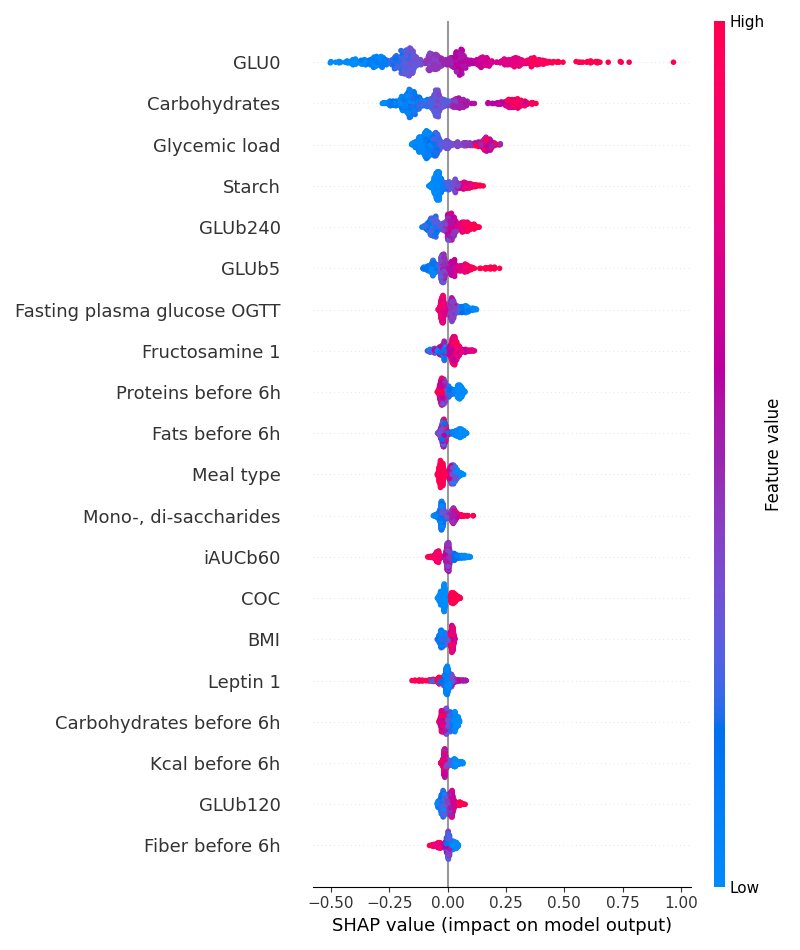 High
GLU0
Carbohydrates
Glycemic load
Starch
GLUb240
GLUb5
Fasting plasma glucose OGTT
Fructosamine 1
Proteins before 6h
Fats before 6h
Meal type
Mono-, di-saccharides
iAUCb60
COC
BMI
Leptin 1
Carbohydrates before 6h
Kcal before 6h
GLUb120
Fiber before 6h
Feature value
Low
−0.50 −0.25 0.00 0.25 0.50 0.75 1.00
SHAP value (impact on model output)